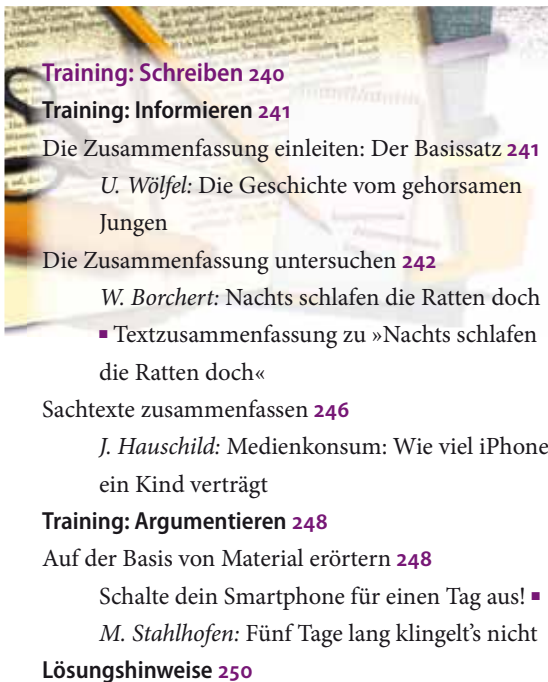 Training: Schreiben 240
Training: Informieren 241
Die Zusammenfassung einleiten: Der Basissatz 241
U. Wölfel: Die Geschichte vom gehorsamen
Jungen
Die Zusammenfassung untersuchen 242
W. Borchert: Nachts schlafen die Ratten doch
▪ Textzusammenfassung zu »Nachts schlafen
die Ratten doch«
Sachtexte zusammenfassen 246
J. Hauschild: Medienkonsum: Wie viel iPhone
ein Kind verträgt
Training: Argumentieren 248
Auf der Basis von Material erörtern 248
Schalte dein Smartphone für einen Tag aus! ▪
M. Stahlhofen: Fünf Tage lang klingelt’s nicht
Lösungshinweise 250